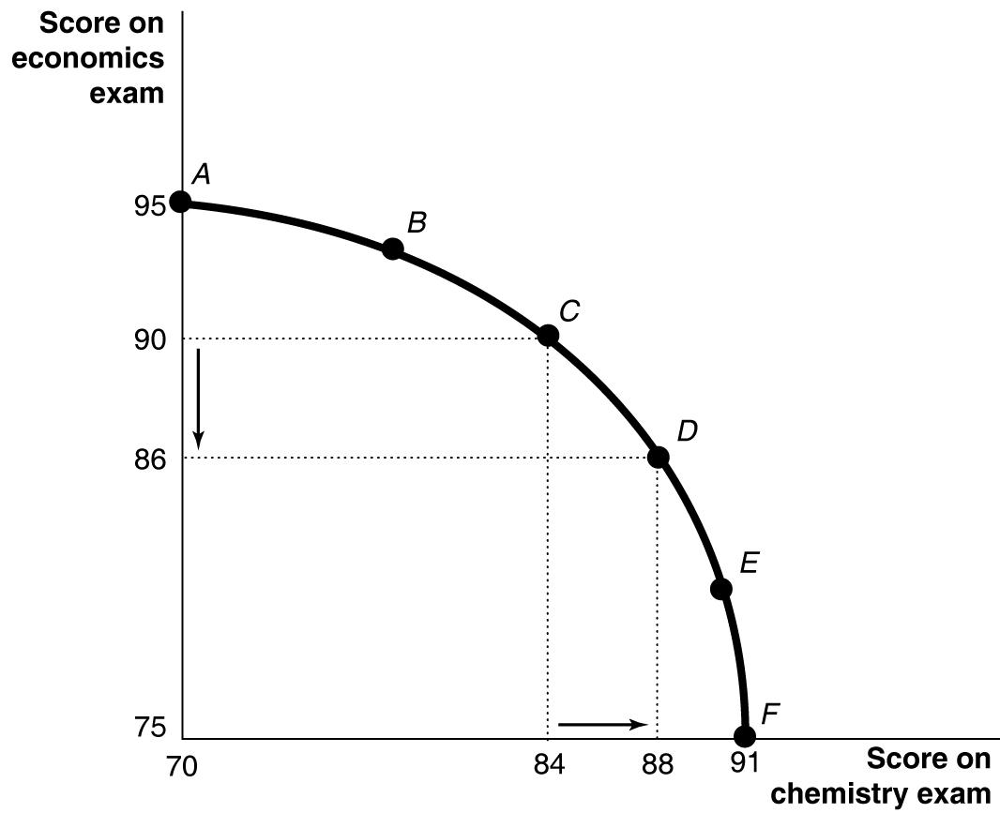 Score on
economics
exam
A
95
B
C
90
D
86
E
F
75
70
84
88
91
Score on
chemistry exam